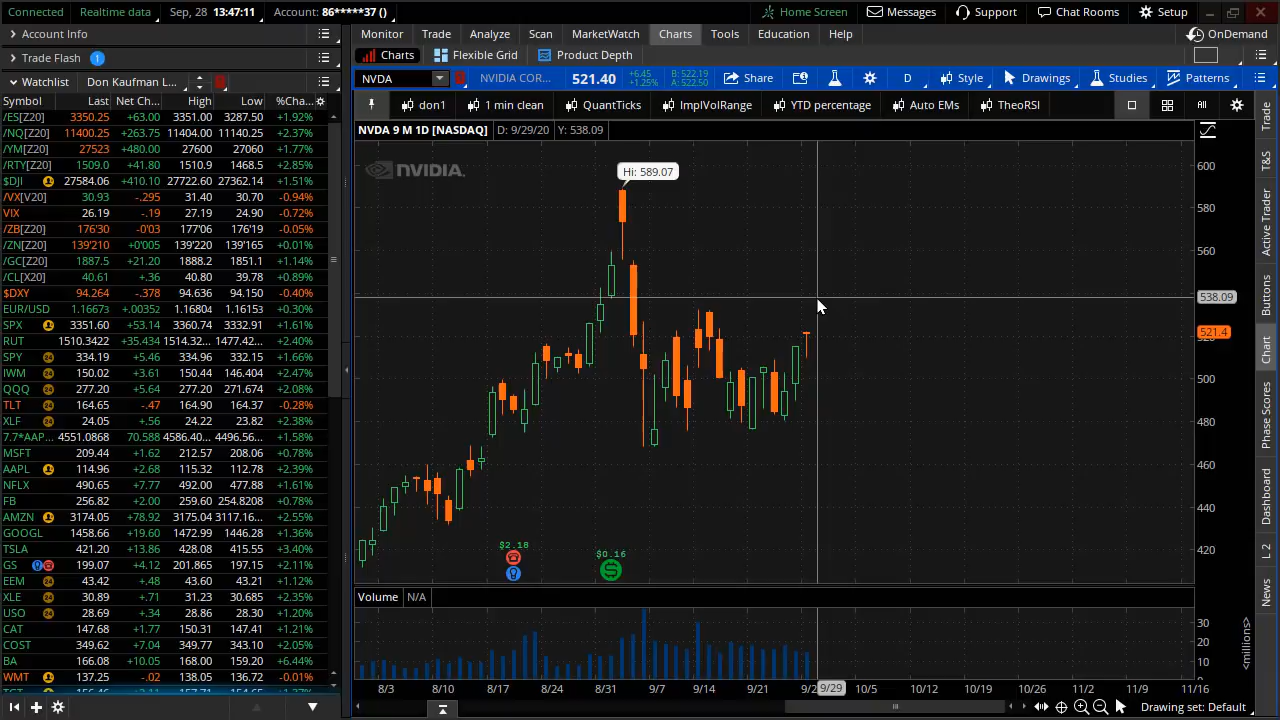 Connected Realtime data Sep, 28 13:47:11 Account: 86*****37 () Home Screen Messages Support Chat Rooms Setup
Account Info
Monitor Trade Analyze Scan MarketWatch Charts Tools Education Help OnDemand
Trade Flash 1
Charts Flexible Grid Product Depth
Watchlist Don Kaufman L...
NVDA NVIDIA COR... 521.40 +6.45 +1.25% B: 522.19 A: 522.50 Share D Style Drawings Studies Patterns
don1 1 min clean QuantTicks ImplVolRange YTD percentage Auto EMs TheoRSI
Symbol Last Net Ch... High Low %Cha...
/ES[Z20] 3350.25 +63.00 3351.00 3287.50 +1.92%
/NQ[Z20] 11400.25 +263.75 11404.00 11140.25 +2.37%
/YM[Z20] 27523 +480.00 27600 27060 +1.77%
/RTY[Z20] 1509.0 +41.80 1510.9 1468.5 +2.85%
$DJI 27584.06 +410.10 27722.60 27362.14 +1.51%
/VX[V20] 30.93 -.295 31.40 30.70 -0.94%
VIX 26.19 -.19 27.19 24.90 -0.72%
/ZB[Z20] 176'30 -0'03 177'06 176'19 -0.05%
/ZN[Z20] 139'210 +0'005 139'220 139'165 +0.01%
/GC[Z20] 1887.5 +21.20 1888.2 1851.1 +1.14%
/CL[Z20] 40.61 +.36 40.80 39.78 +0.89%
$DXY 94.264 -.378 94.636 94.150 -0.40%
EUR/USD 1.16673 +.00352 1.16804 1.16153 +0.30%
SPX 3351.60 +53.14 3360.74 3332.91 +1.61%
RUT 1510.3422 +35.434 1514.32... 1477.42... +2.40%
SPY 334.19 +5.46 334.96 332.15 +1.66%
IWM 150.02 +3.61 150.44 146.404 +2.47%
QQQ 277.20 +5.64 277.20 271.674 +2.08%
TLT 164.65 -.47 164.90 164.37 -0.28%
XLF 24.04 +.56 24.22 23.82 +2.38%
7.7*AAP... 4551.0868 70.588 4586.40... 4496.56... +1.58%
MSFT 209.44 +1.62 212.57 208.06 +0.78%
AAPL 114.96 +2.68 115.32 112.78 +2.39%
NFLX 490.65 +7.77 492.00 477.88 +1.61%
FB 256.82 +2.00 259.60 254.8208 +0.78%
AMZN 3174.05 +78.92 3175.04 3117.16... +2.55%
GOOGL 1458.66 +19.60 1472.99 1446.28 +1.36%
TSLA 421.20 +13.86 428.08 415.55 +3.40%
GS 199.07 +4.12 201.865 197.15 +2.11%
EEM 43.42 +.48 43.60 43.21 +1.12%
XLE 30.89 +.71 31.23 30.685 +2.35%
USO 28.69 +.34 28.86 28.30 +1.20%
CAT 147.68 +1.77 150.31 147.41 +1.21%
COST 349.62 +7.04 349.77 343.10 +2.05%
BA 166.08 +10.05 168.00 159.20 +6.44%
WMT 137.25 -.02 138.05 136.72 -0.01%
NVDA 9 M 1D [NASDAQ] D: 9/29/20 Y: 538.09
NVIDIA.
Hi: 589.07
600
580
560
538.09
521.4
500
480
460
440
420
$2.18 $0.16
Volume N/A
30
20
10
<millions>
8/3 8/10 8/17 8/24 8/31 9/7 9/14 9/21 9/29 10/5 10/12 10/19 10/26 11/2 11/9 11/16
Drawing set: Default
Trade
T&S
Active Trader
Buttons
Chart
Phase Scores
Dashboard
L 2
News